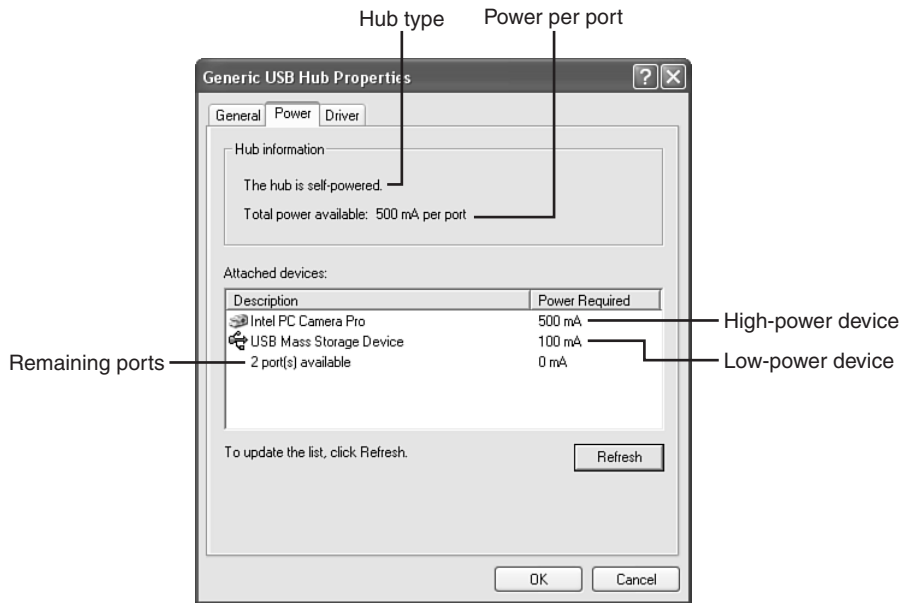 Hub type
Power per port
Generic USB Hub Properties
General Power Driver
Hub information
The hub is self-powered.
Total power available: 500 mA per port
Attached devices:
Description Power Required
Intel PC Camera Pro 500 mA
High-power device
USB Mass Storage Device 100 mA
Low-power device
Remaining ports
2 port(s) available 0 mA
To update the list, click Refresh.
Refresh
OK Cancel